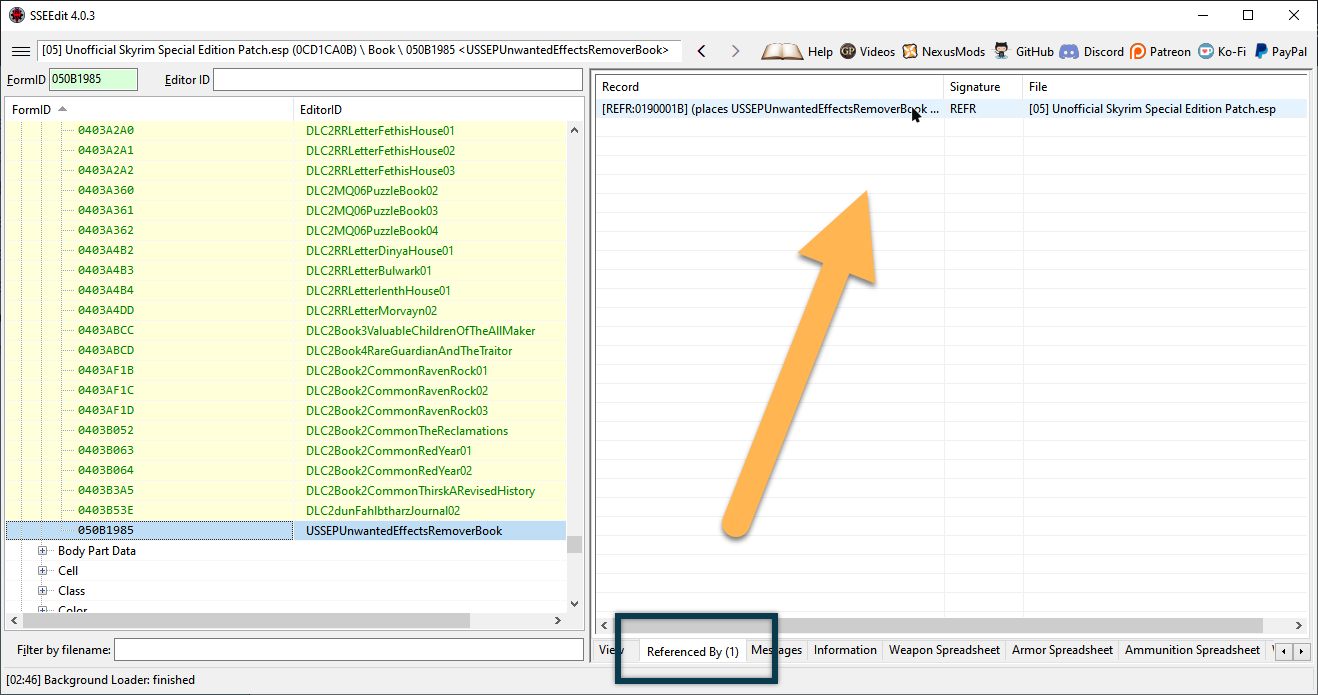 SSEEdit 4.0.3
[05] Unofficial Skyrim Special Edition Patch.esp (0CD1CA0B) \ Book \ 050B1985 <USSEPUnwantedEffectsRemoverBook>
Help Videos NexusMods GitHub Discord Patreon Ko-Fi PayPal
FormID 050B1985 Editor ID
FormID EditorID
0403A2A0 DLC2RRLetterFethisHouse01
0403A2A1 DLC2RRLetterFethisHouse02
0403A2A2 DLC2RRLetterFethisHouse03
0403A360 DLC2MQ06PuzzleBook02
0403A361 DLC2MQ06PuzzleBook03
0403A362 DLC2MQ06PuzzleBook04
0403A4B2 DLC2RRLetterDinyaHouse01
0403A4B3 DLC2RRLetterBulwark01
0403A4B4 DLC2RRLetterIenthHouse01
0403A4DD DLC2RRLetterMorvayn02
0403ABCC DLC2Book3ValuableChildrenOfTheAllMaker
0403ABCD DLC2Book4RareGuardianAndTheTraitor
0403AF1B DLC2Book2CommonRavenRock01
0403AF1C DLC2Book2CommonRavenRock02
0403AF1D DLC2Book2CommonRavenRock03
0403B052 DLC2Book2CommonTheReclamations
0403B063 DLC2Book2CommonRedYear01
0403B064 DLC2Book2CommonRedYear02
0403B3A5 DLC2Book2CommonThirskARevisedHistory
0403B53E DLC2dunFahlbtharzJournal02
050B1985 USSEPUnwantedEffectsRemoverBook
Body Part Data
Cell
Class
Color
Filter by filename:
[02:46] Background Loader: finished
Record Signature File
[REFR:0190001B] (places USSEPUnwantedEffectsRemoverBook ... REFR [05] Unofficial Skyrim Special Edition Patch.esp
View Referenced By (1) Messages Information Weapon Spreadsheet Armor Spreadsheet Ammunition Spreadsheet